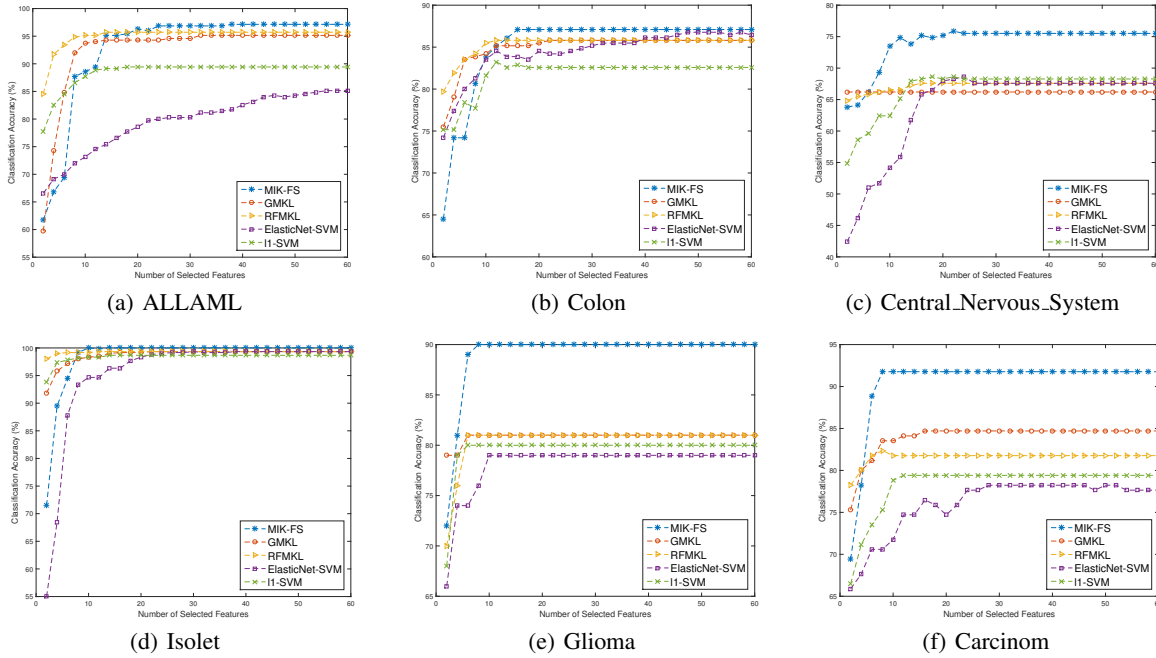 Classification Accuracy (%)
100
95
90
85
80
75
70
65
60
55
0
10
20
30
40
50
60
Number of Selected Features
MIK-FS
GMKL
RFMKL
ElasticNet-SVM
l1-SVM
(a) ALLAML
Classification Accuracy (%)
90
85
80
75
70
65
60
0
10
20
30
40
50
60
Number of Selected Features
MIK-FS
GMKL
RFMKL
ElasticNet-SVM
l1-SVM
(b) Colon
Classification Accuracy (%)
80
75
70
65
60
55
50
45
40
0
10
20
30
40
50
60
Number of Selected Features
MIK-FS
GMKL
RFMKL
ElasticNet-SVM
l1-SVM
(c) Central_Nervous_System
Classification Accuracy (%)
100
95
90
85
80
75
70
65
60
55
0
10
20
30
40
50
60
Number of Selected Features
MIK-FS
GMKL
RFMKL
ElasticNet-SVM
l1-SVM
(d) Isolet
Classification Accuracy (%)
90
85
80
75
70
65
0
10
20
30
40
50
60
Number of Selected Features
MIK-FS
GMKL
RFMKL
ElasticNet-SVM
l1-SVM
(e) Glioma
Classification Accuracy (%)
95
90
85
80
75
70
65
0
10
20
30
40
50
60
Number of Selected Features
MIK-FS
GMKL
RFMKL
ElasticNet-SVM
l1-SVM
(f) Carcinom